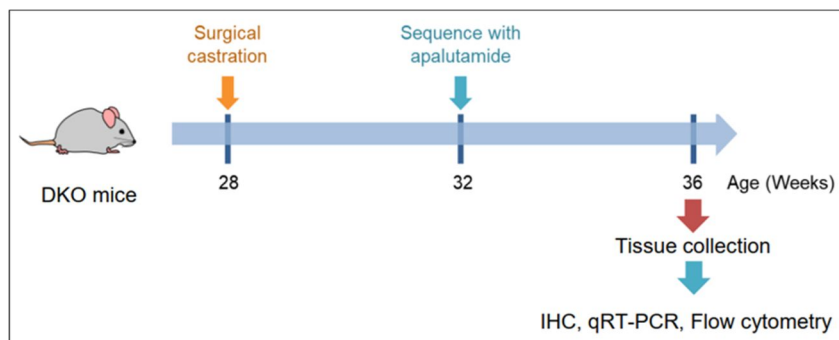 Surgical
castration
Sequence with
apalutamide
DKO mice
28
32
36
Age (Weeks)
Tissue collection
IHC, qRT-PCR, Flow cytometry